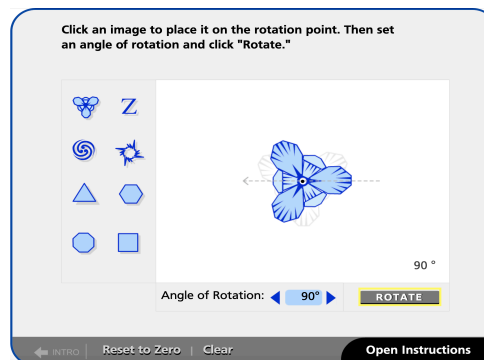 Click an image to place it on the rotation point. Then set
an angle of rotation and click "Rotate."
Z
90 °
Angle of Rotation: 90° ROTATE
INTRO | Reset to Zero | Clear Open Instructions